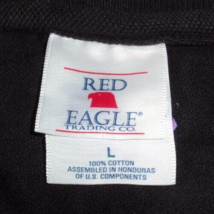 RED
EAGLE®
TRADING CO.
L
100% COTTON
ASSEMBLED IN HONDURAS
OF U.S. COMPONENTS